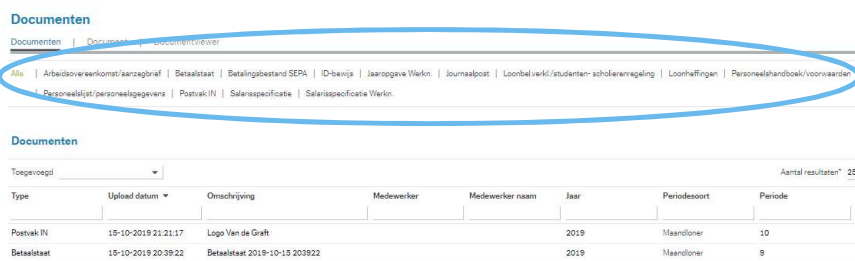 Documenten
Documenten | Document | Documentviewer
Alle | Arbeidsovereenkomst/aanzegbrief | Betaalstaat | Betalingsbestand SEPA | ID-bewijs | Jaaropgave Werkn. | Journaalpost | Loonbel.verkl./studenten- scholierenregeling | Loonheffingen | Personeelshandboek/voorwaarden
| Personeelslijst/personeelsgegevens | Postvak IN | Salarisspecificatie | Salarisspecificatie Werkn.
Documenten
Toegevoegd Aantal resultaten* 25
Type Upload datum Omschrijving Medewerker Medewerker naam Jaar Periodesoort Periode
Postvak IN 15-10-2019 21:21:17 Logo Van de Graft 2019 Maandloner 10
Betaalstaat 15-10-2019 20:39:22 Betaalstaat 2019-10-15 203922 2019 Maandloner 9